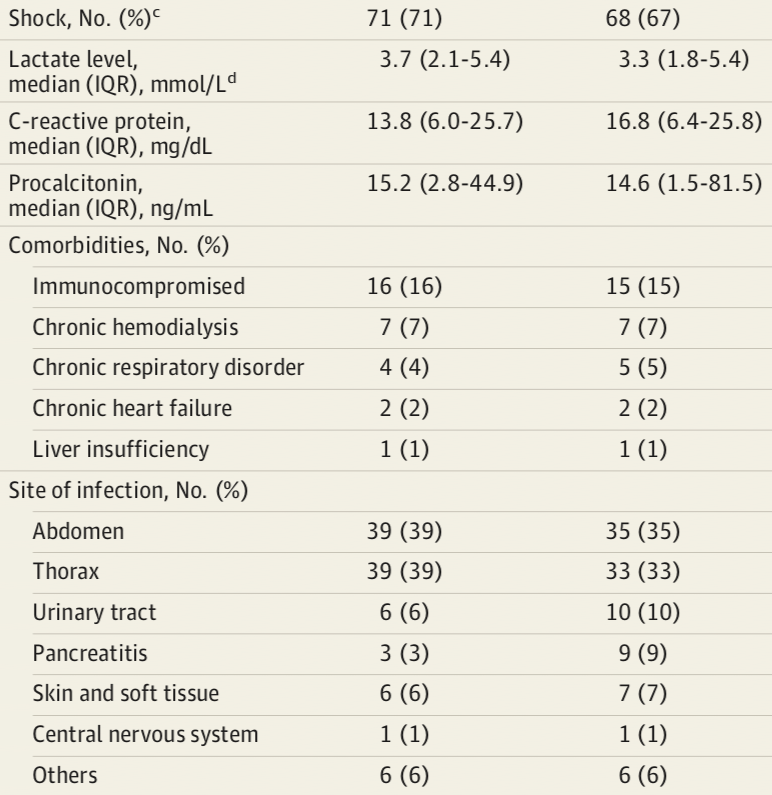 Shock, No. (%)c 71 (71) 68 (67)
Lactate level,
median (IQR), mmol/Ld 3.7 (2.1-5.4) 3.3 (1.8-5.4)
C-reactive protein,
median (IQR), mg/dL 13.8 (6.0-25.7) 16.8 (6.4-25.8)
Procalcitonin,
median (IQR), ng/mL 15.2 (2.8-44.9) 14.6 (1.5-81.5)
Comorbidities, No. (%)
Immunocompromised 16 (16) 15 (15)
Chronic hemodialysis 7 (7) 7 (7)
Chronic respiratory disorder 4 (4) 5 (5)
Chronic heart failure 2 (2) 2 (2)
Liver insufficiency 1 (1) 1 (1)
Site of infection, No. (%)
Abdomen 39 (39) 35 (35)
Thorax 39 (39) 33 (33)
Urinary tract 6 (6) 10 (10)
Pancreatitis 3 (3) 9 (9)
Skin and soft tissue 6 (6) 7 (7)
Central nervous system 1 (1) 1 (1)
Others 6 (6) 6 (6)